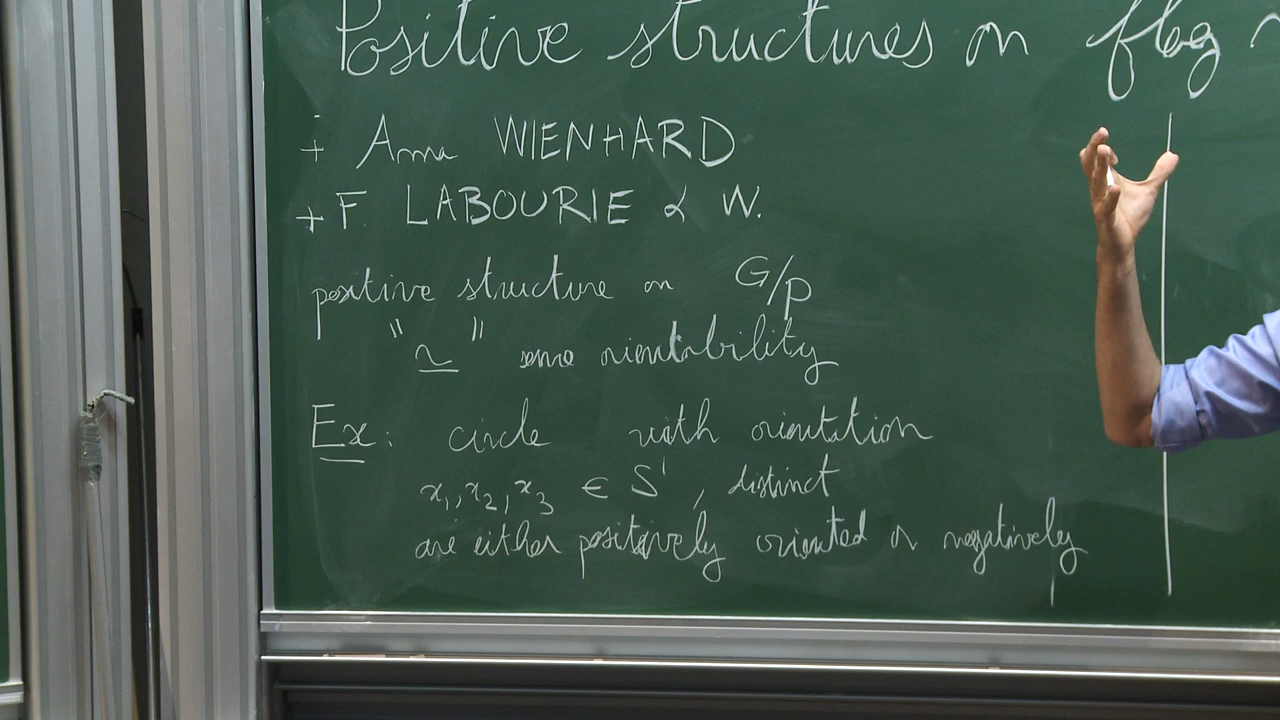 Positive structures on flag
+ Anna WIENHARD
+ F. LABOURIE & W.
positive structure on G/P
" ~ " some orientability
Ex: circle with orientation
x₁, x₂, x₃ ∈ S¹, distinct
are either positively oriented or negatively